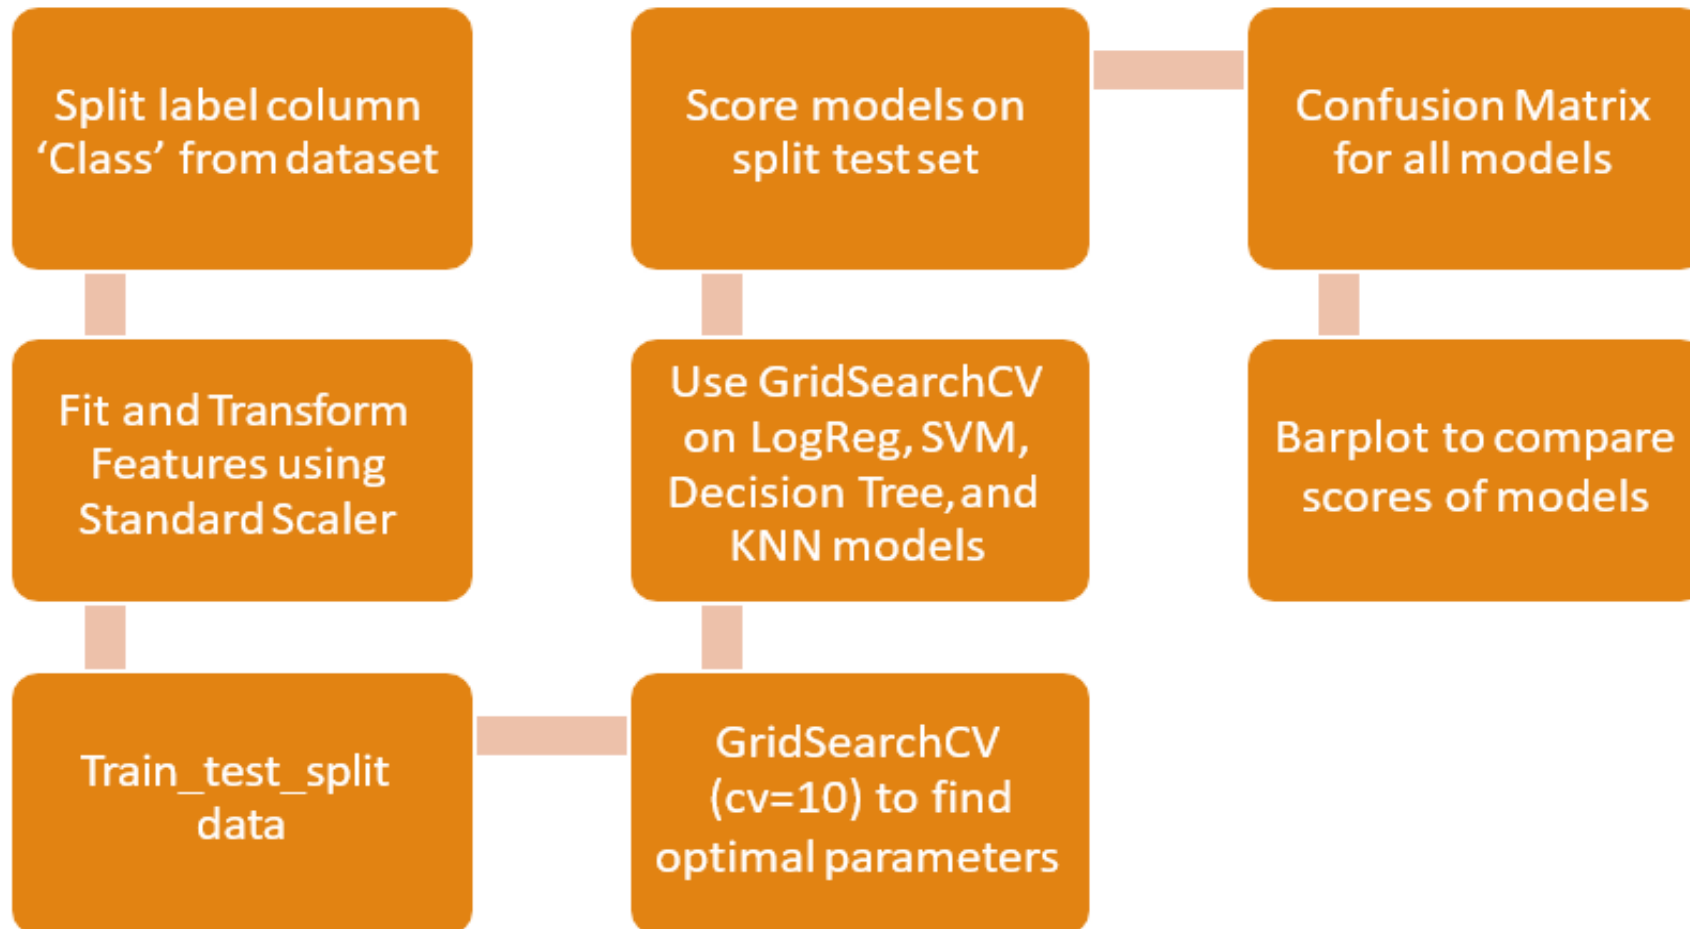 Split label column
‘Class’ from dataset
Fit and Transform
Features using
Standard Scaler
Train_test_split
data
GridSearchCV
(cv=10) to find
optimal parameters
Use GridSearchCV
on LogReg, SVM,
Decision Tree, and
KNN models
Score models on
split test set
Confusion Matrix
for all models
Barplot to compare
scores of models